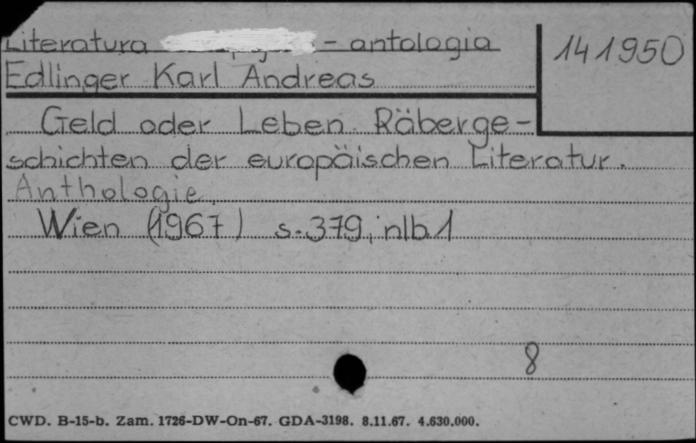 Literatura - antologia
141950
Edlinger Karl Andreas
Geld oder Leben. Räberge-
schichten der europäischen Literatur.
Anthologie.
Wien (1967) s. 379, nlb. 1
8
CWD. B-15-b. Zam. 1726-DW-On-67. GDA-3198. 8.11.67. 4.630.000.